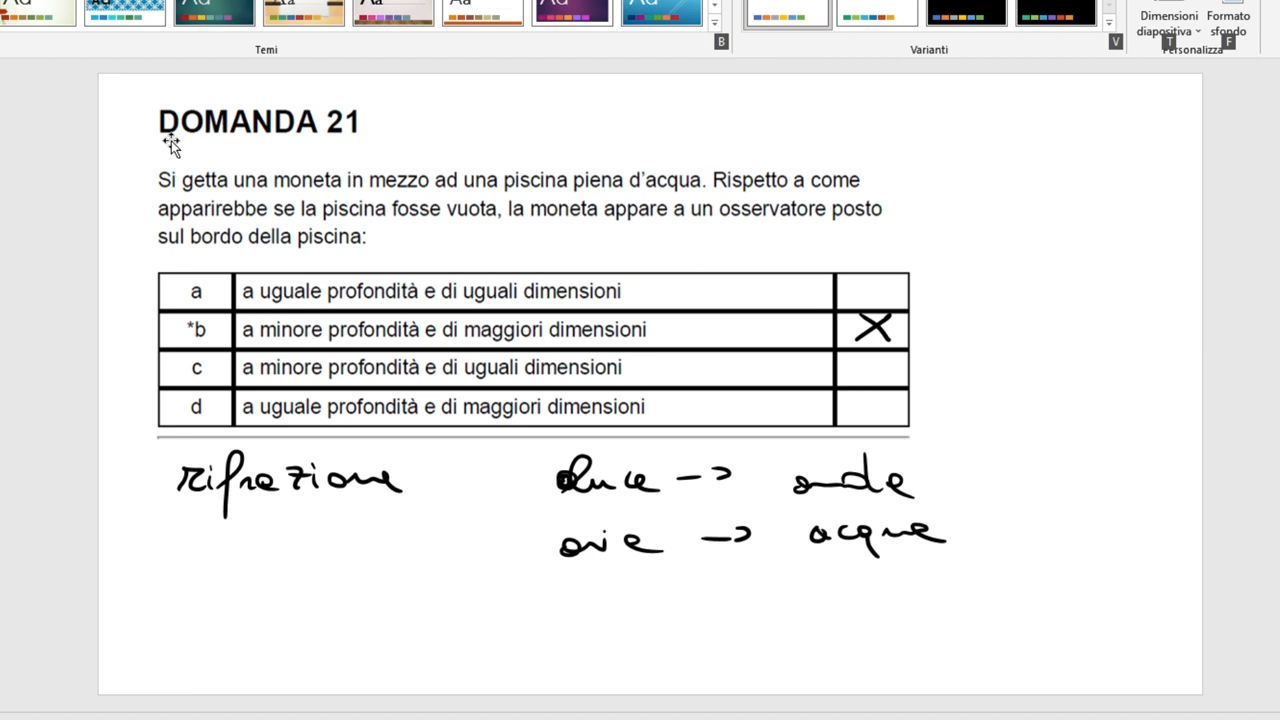 Aa
Aa
Dimensioni diapositiva
Formato sfondo
B
V
T
F
Temi
Varianti
Personalizza
DOMANDA 21
Si getta una moneta in mezzo ad una piscina piena d'acqua. Rispetto a come
apparirebbe se la piscina fosse vuota, la moneta appare a un osservatore posto
sul bordo della piscina:
a a uguale profondità e di uguali dimensioni
*b a minore profondità e di maggiori dimensioni X
c a minore profondità e di uguali dimensioni
d a uguale profondità e di maggiori dimensioni
rifrazione luce -> onda
aria -> acqua